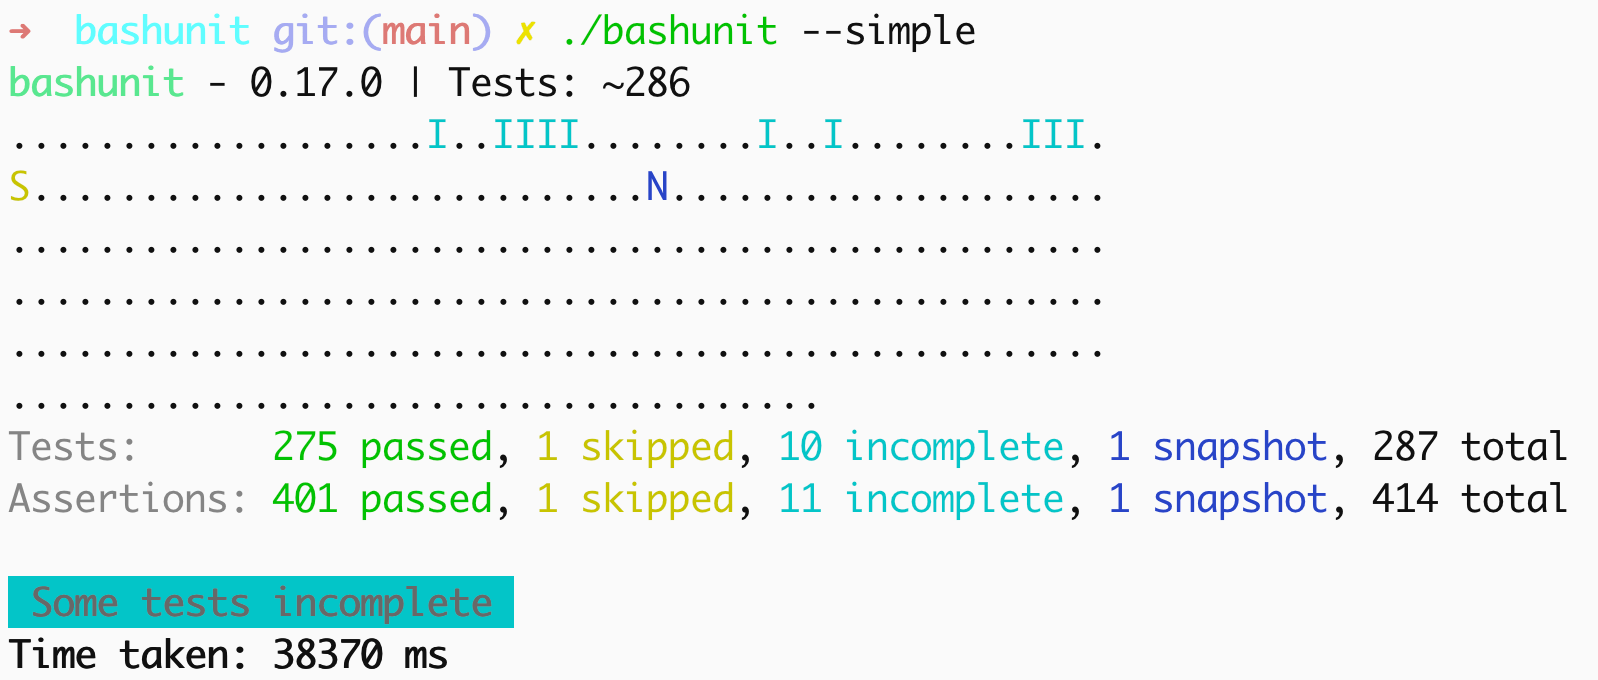 ➜  bashunit git:(main) ✗ ./bashunit --simple
bashunit - 0.17.0 | Tests: ~286
...................I..IIII........I..I........III.
S............................N....................
..................................................
..................................................
..................................................
.....................................
Tests:      275 passed, 1 skipped, 10 incomplete, 1 snapshot, 287 total
Assertions: 401 passed, 1 skipped, 11 incomplete, 1 snapshot, 414 total
Some tests incomplete
Time taken: 38370 ms